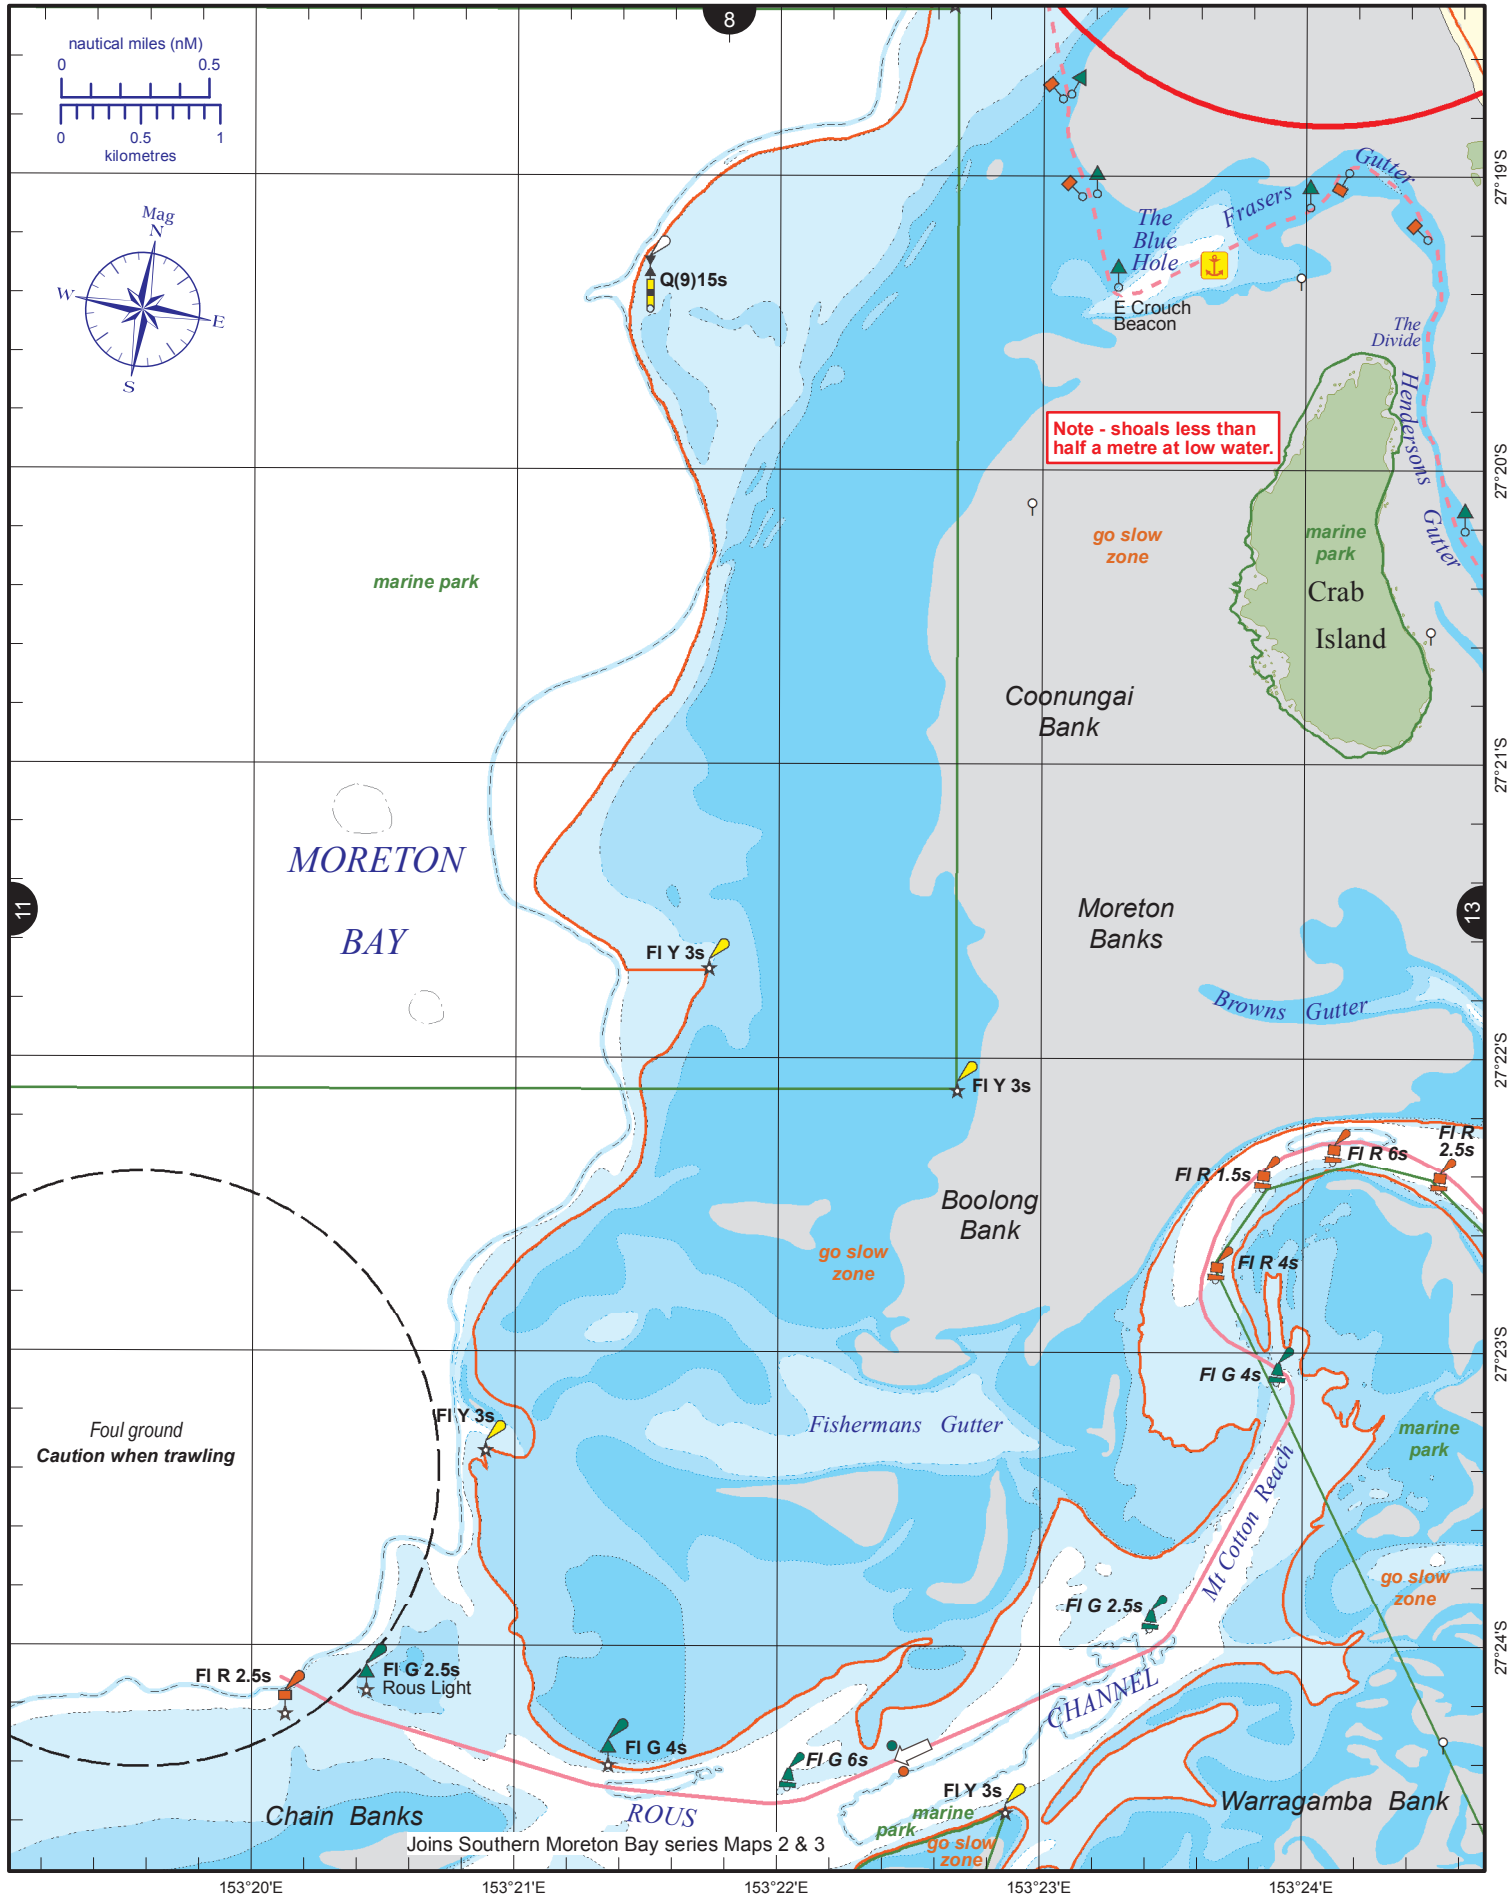 8
nautical miles (nM)
0 0.5
0 0.5 1
kilometres
Mag
N
W
E
S
Gutter
27°19'S
Frasers
The
Blue
Hole
Q(9)15s
E Crouch
Beacon
The
Divide
Hendersons
Gutter
Note - shoals less than
half a metre at low water.
27°20'S
go slow
zone
marine
park
marine park
Crab
Island
Coonungai
Bank
27°21'S
MORETON
BAY
11
13
Moreton
Banks
Fl Y 3s
Browns Gutter
27°22'S
Fl Y 3s
Fl R
2.5s
Fl R 6s
Fl R 1.5s
Boolong
Bank
go slow
zone
Fl R 4s
27°23'S
Fl G 4s
Fl Y 3s
Fishermans Gutter
Foul ground
Caution when trawling
marine
park
Mt Cotton Reach
go slow
zone
Fl G 2.5s
27°24'S
Fl R 2.5s
Fl G 2.5s
Rous Light
CHANNEL
Fl G 4s
Fl G 6s
Fl Y 3s
Chain Banks
ROUS
marine
park
Warragamba Bank
go slow
zone
Joins Southern Moreton Bay series Maps 2 & 3
153°20'E 153°21'E 153°22'E 153°23'E 153°24'E